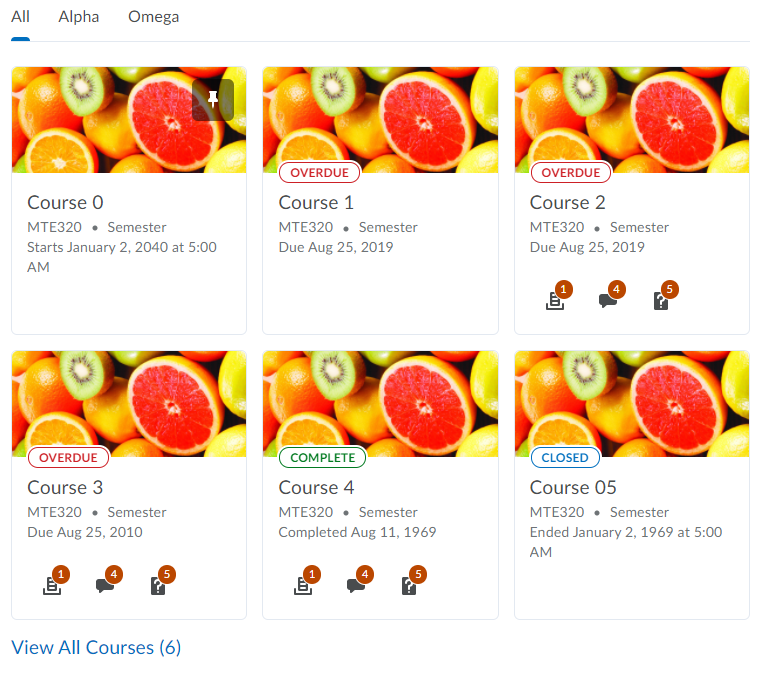 All Alpha Omega
Course 0
MTE320 • Semester
Starts January 2, 2040 at 5:00
AM
OVERDUE
Course 1
MTE320 • Semester
Due Aug 25, 2019
OVERDUE
Course 2
MTE320 • Semester
Due Aug 25, 2019
1 4 5
OVERDUE
Course 3
MTE320 • Semester
Due Aug 25, 2010
1 4 5
COMPLETE
Course 4
MTE320 • Semester
Completed Aug 11, 1969
1 4 5
CLOSED
Course 05
MTE320 • Semester
Ended January 2, 1969 at 5:00
AM
View All Courses (6)